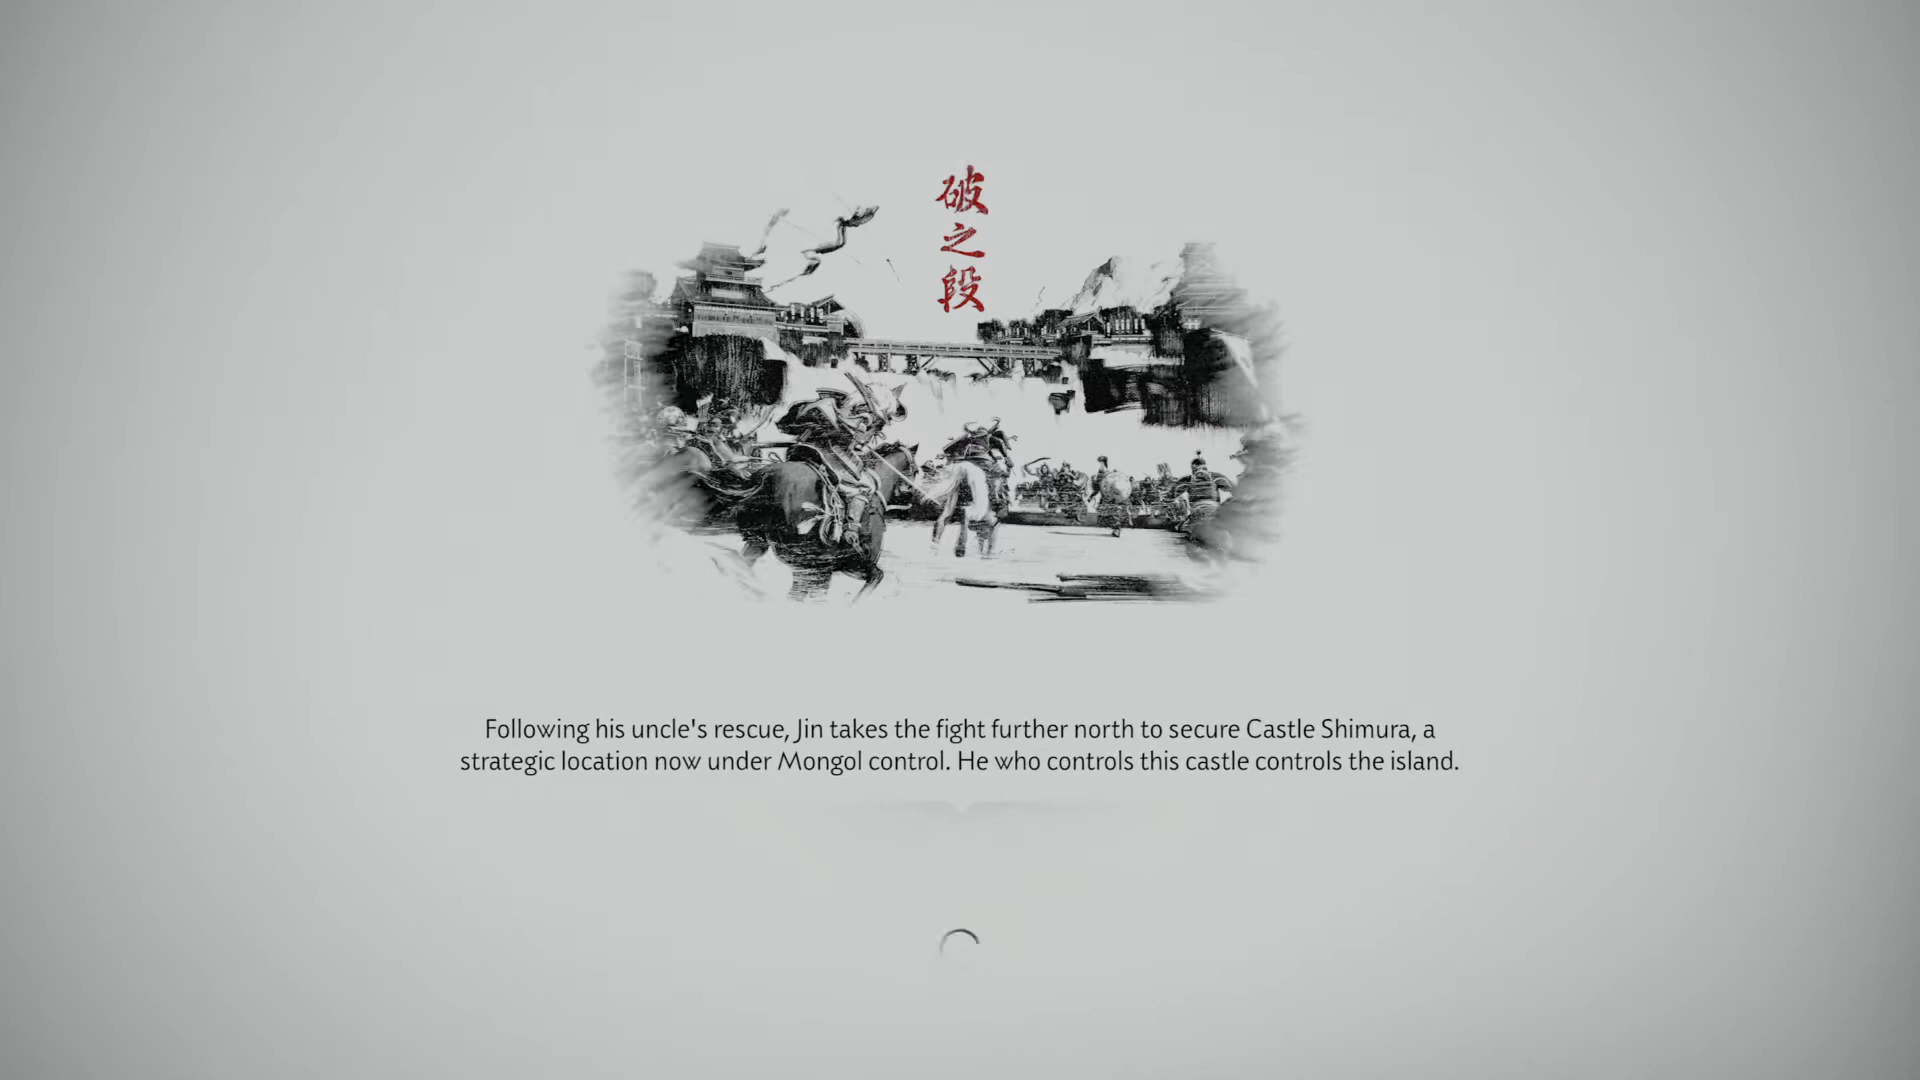 破之段
Following his uncle's rescue, Jin takes the fight further north to secure Castle Shimura, a
strategic location now under Mongol control. He who controls this castle controls the island.